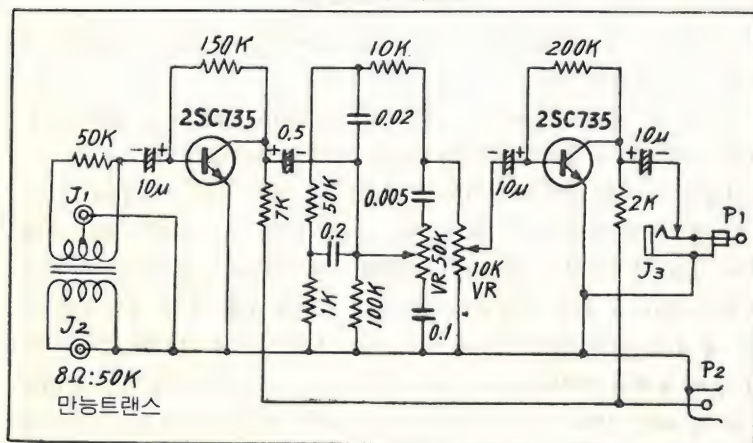 150K
10K
200K
2SC735
2SC735
50K
- +
10μ
+ 0.5 -
0.02
- +
10μ
10μ
+ -
J1
7K
50K
0.005
2K
P1
0.2
VR 50K
10K
VR
J3
1K
100K
0.1
J2
P2
8Ω:50K
만능트랜스